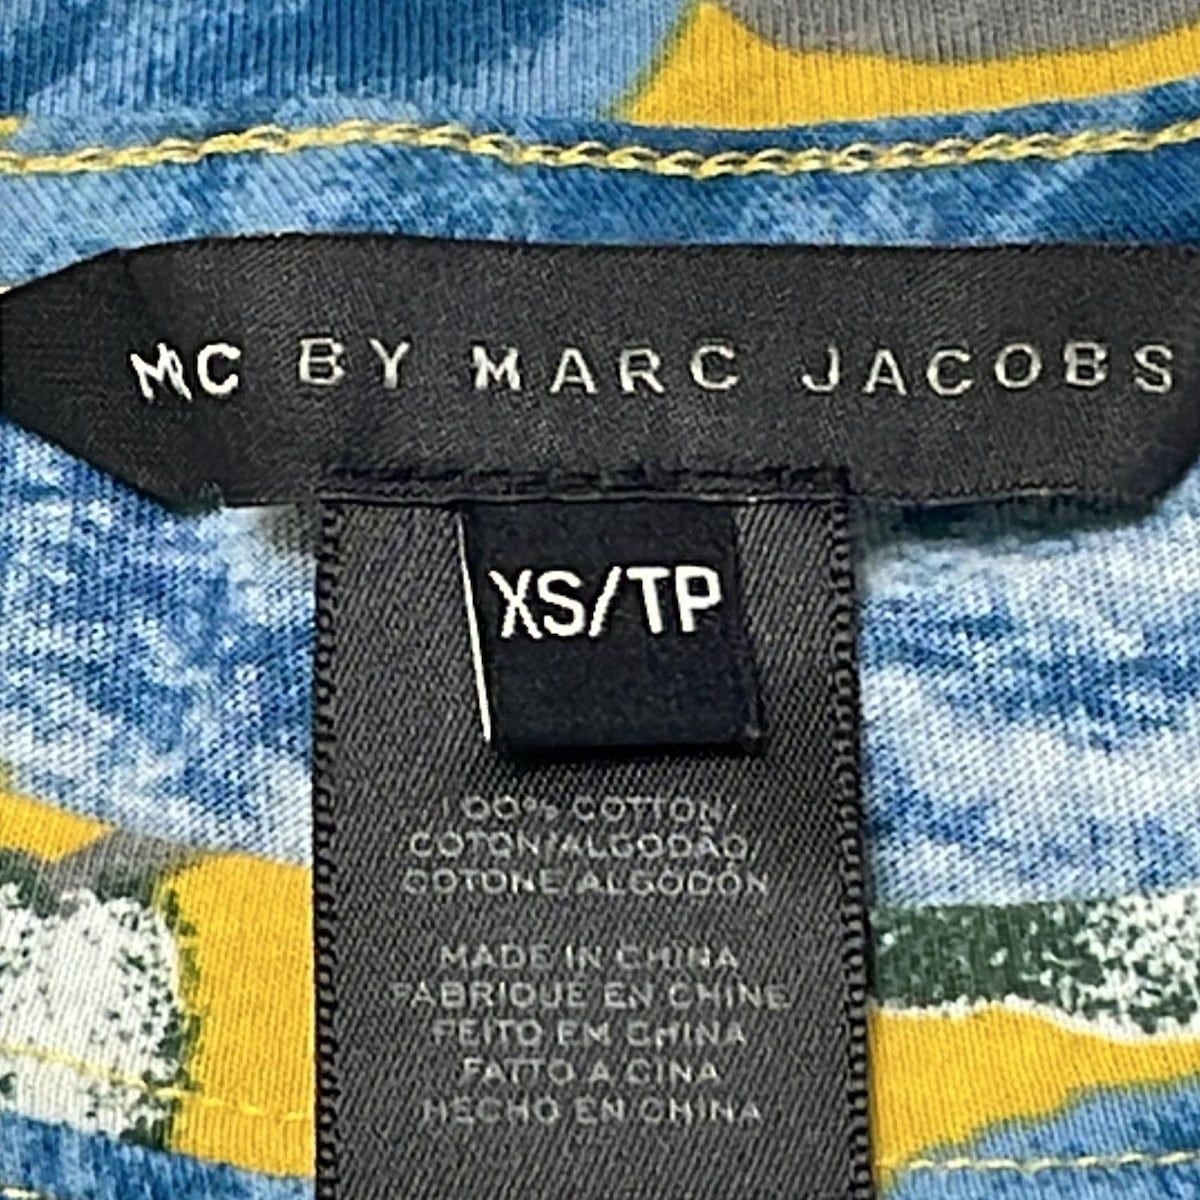 MC BY MARC JACOBS
XS/TP
100% COTTON/
COTON/ALGODÃO/
COTONE/ALGODÓN
MADE IN CHINA
FABRIQUE EN CHINE
FEITO EM CHINA
FATTO A CINA
HECHO EN CHINA